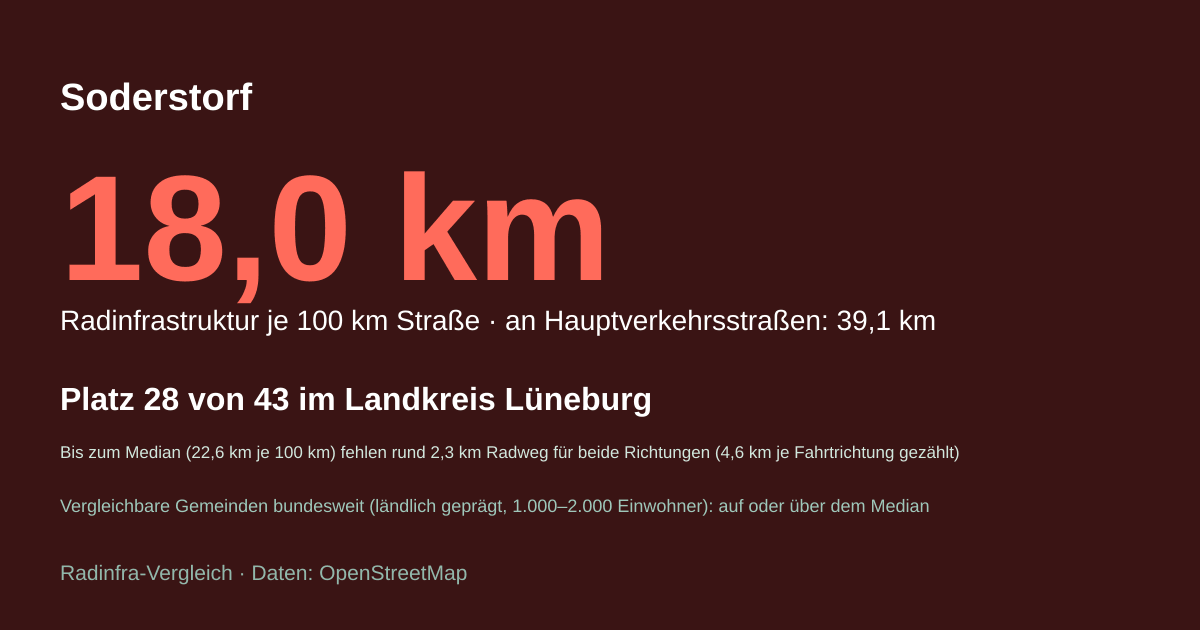 Soderstorf
18,0 km
Radinfrastruktur je 100 km Straße · an Hauptverkehrsstraßen: 39,1 km
Platz 28 von 43 im Landkreis Lüneburg
Bis zum Median (22,6 km je 100 km) fehlen rund 2,3 km Radweg für beide Richtungen (4,6 km je Fahrtrichtung gezählt)
Vergleichbare Gemeinden bundesweit (ländlich geprägt, 1.000–2.000 Einwohner): auf oder über dem Median
Radinfra-Vergleich · Daten: OpenStreetMap